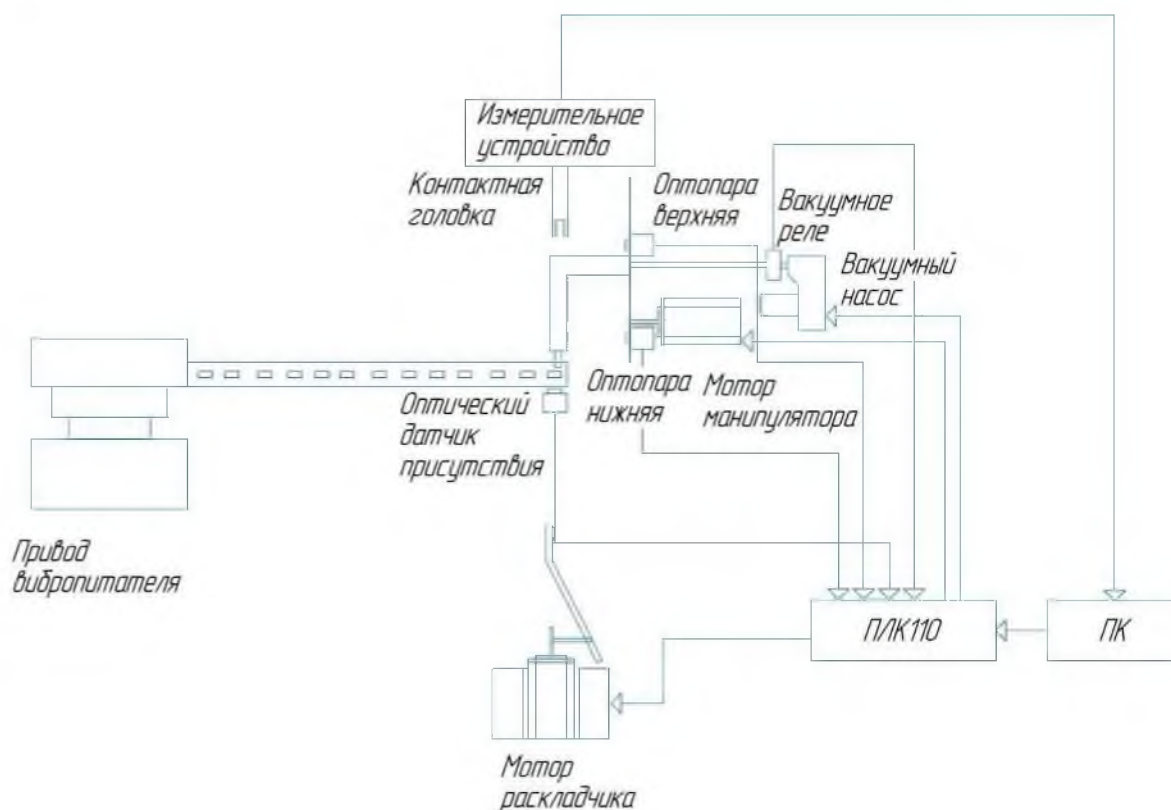 Измерительное
устройство
Контактная
головка
Оптопара
верхняя
Вакуумное
реле
Вакуумный
насос
Оптический
датчик
присутствия
Оптопара
нижняя
Мотор
манипулятора
Привод
вибропитателя
ПЛК110
ПК
Мотор
раскладчика